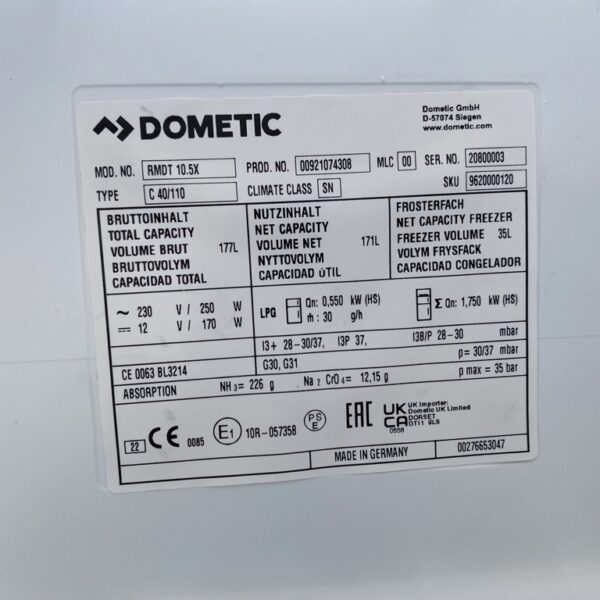 DOMETIC
Dometic GmbH
D-57074 Siegen
www.dometic.com
MOD. NO. RMDT 10.5X PROD. NO. 00921074308 MLC 00 SER. NO. 20800003
TYPE C 40/110 CLIMATE CLASS SN SKU 9620000120
BRUTTOINHALT
TOTAL CAPACITY
VOLUME BRUT 177L
BRUTTOVOLYM
CAPACIDAD TOTAL
NUTZINHALT
NET CAPACITY
VOLUME NET 171L
NYTTOVOLYM
CAPACIDAD ÚTIL
FROSTERFACH
NET CAPACITY FREEZER
FREEZER VOLUME 35L
VOLYM FRYSFACK
CAPACIDAD CONGELADOR
~ 230 V / 250 W
⎓ 12 V / 170 W
LPG Qn: 0,550 kW (HS)
ṁ : 30 g/h
Σ Qn: 1,750 kW (HS)
I3+ 28-30/37, I3P 37, I3B/P 28-30 mbar
CE 0063 BL3214 G30, G31 p= 30/37 mbar
ABSORPTION NH3= 226 g Na2 CrO4= 12,15g p max = 35 bar
22 CE 0085 E1 10R-057358 PS E EAC UK CA 0558
UK Importer:
Dometic UK Limited
DORSET
DT11 9LS
MADE IN GERMANY 00276653047